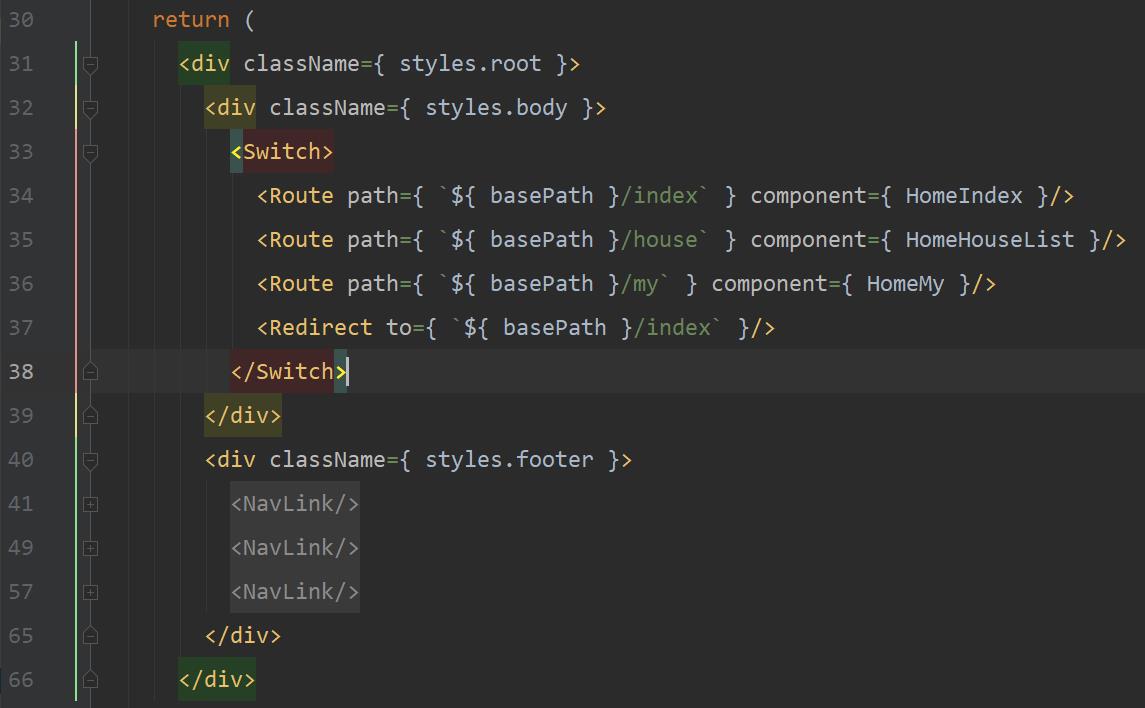 30 return (
31 <div className={ styles.root }>
32 <div className={ styles.body }>
33 <Switch>
34 <Route path={ `${ basePath }/index` } component={ HomeIndex }/>
35 <Route path={ `${ basePath }/house` } component={ HomeHouseList }/>
36 <Route path={ `${ basePath }/my` } component={ HomeMy }/>
37 <Redirect to={ `${ basePath }/index` }/>
38 </Switch>
39 </div>
40 <div className={ styles.footer }>
41 <NavLink/>
49 <NavLink/>
57 <NavLink/>
65 </div>
66 </div>